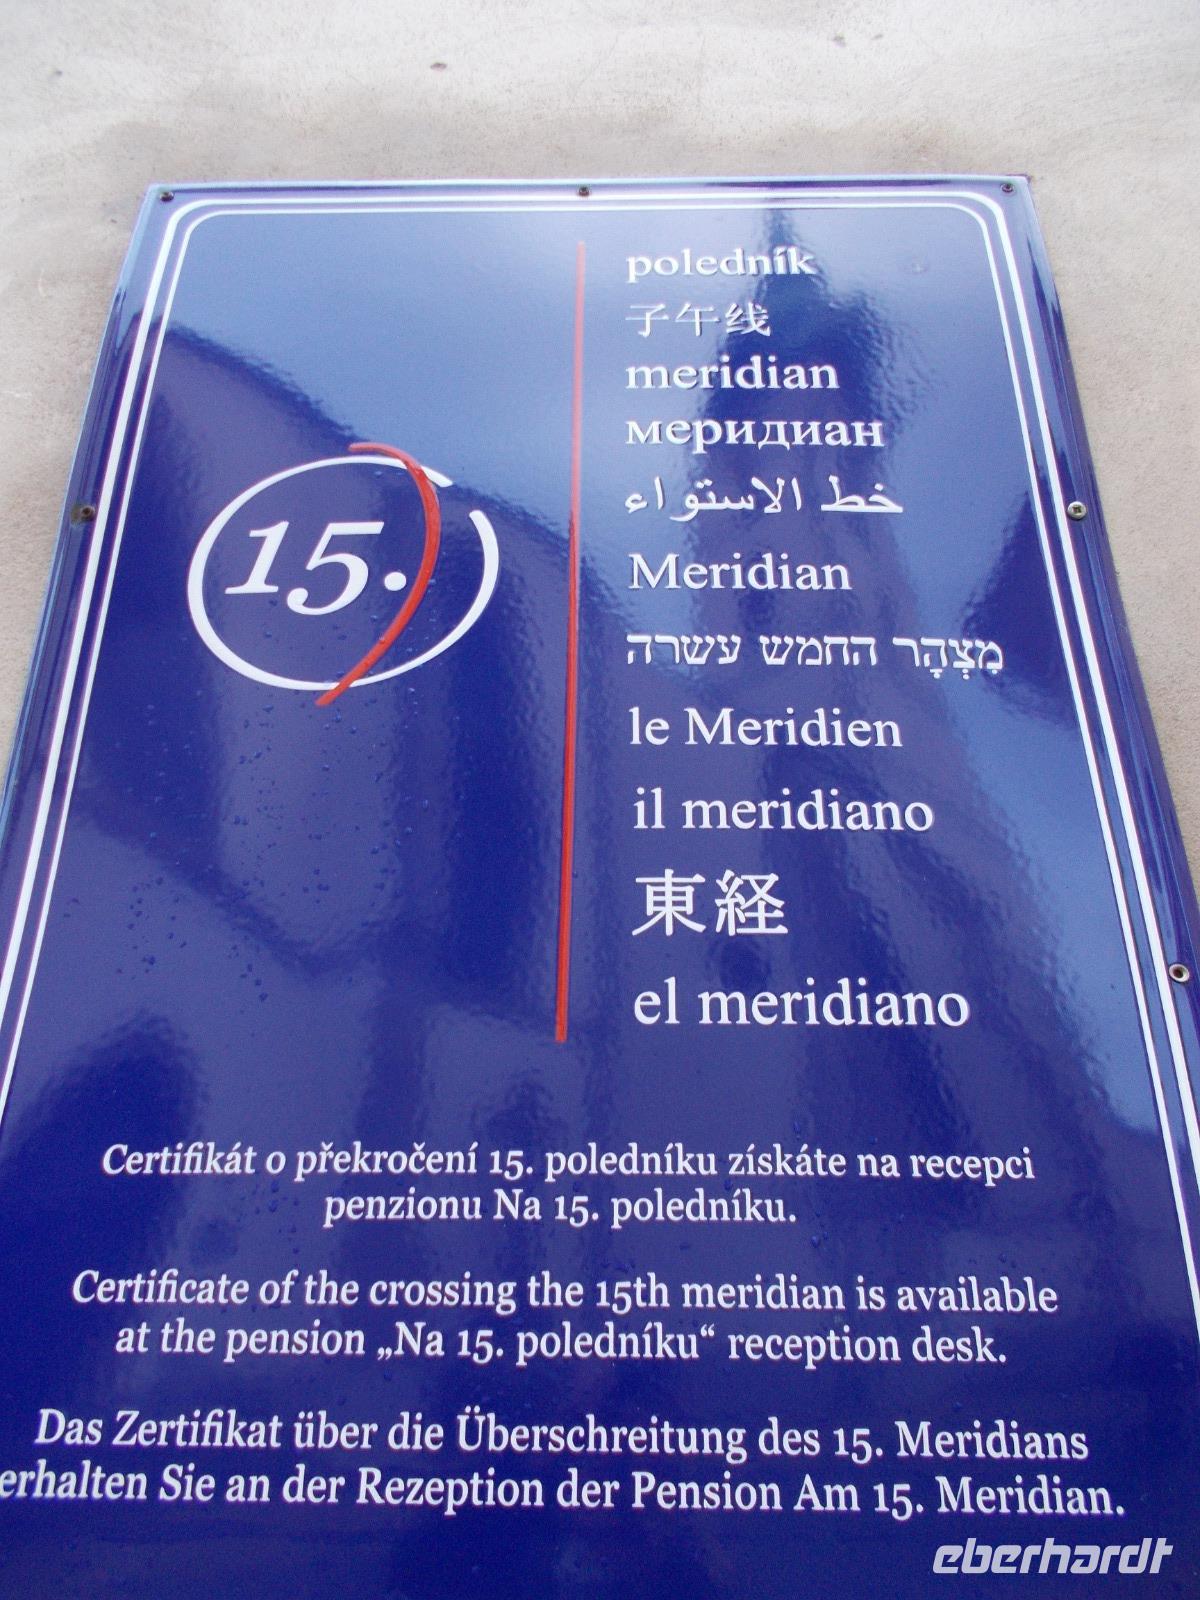 15.
poledník
子午线
meridian
меридиан
خط الاستواء
Meridian
מִצְהָר החמש עשרה
le Meridien
il meridiano
東経
el meridiano
Certifikát o překročení 15. poledníku získáte na recepci
penzionu Na 15. poledníku.
Certificate of the crossing the 15th meridian is available
at the pension „Na 15. poledníku“ reception desk.
Das Zertifikat über die Überschreitung des 15. Meridians
erhalten Sie an der Rezeption der Pension Am 15. Meridian.
eberhardt